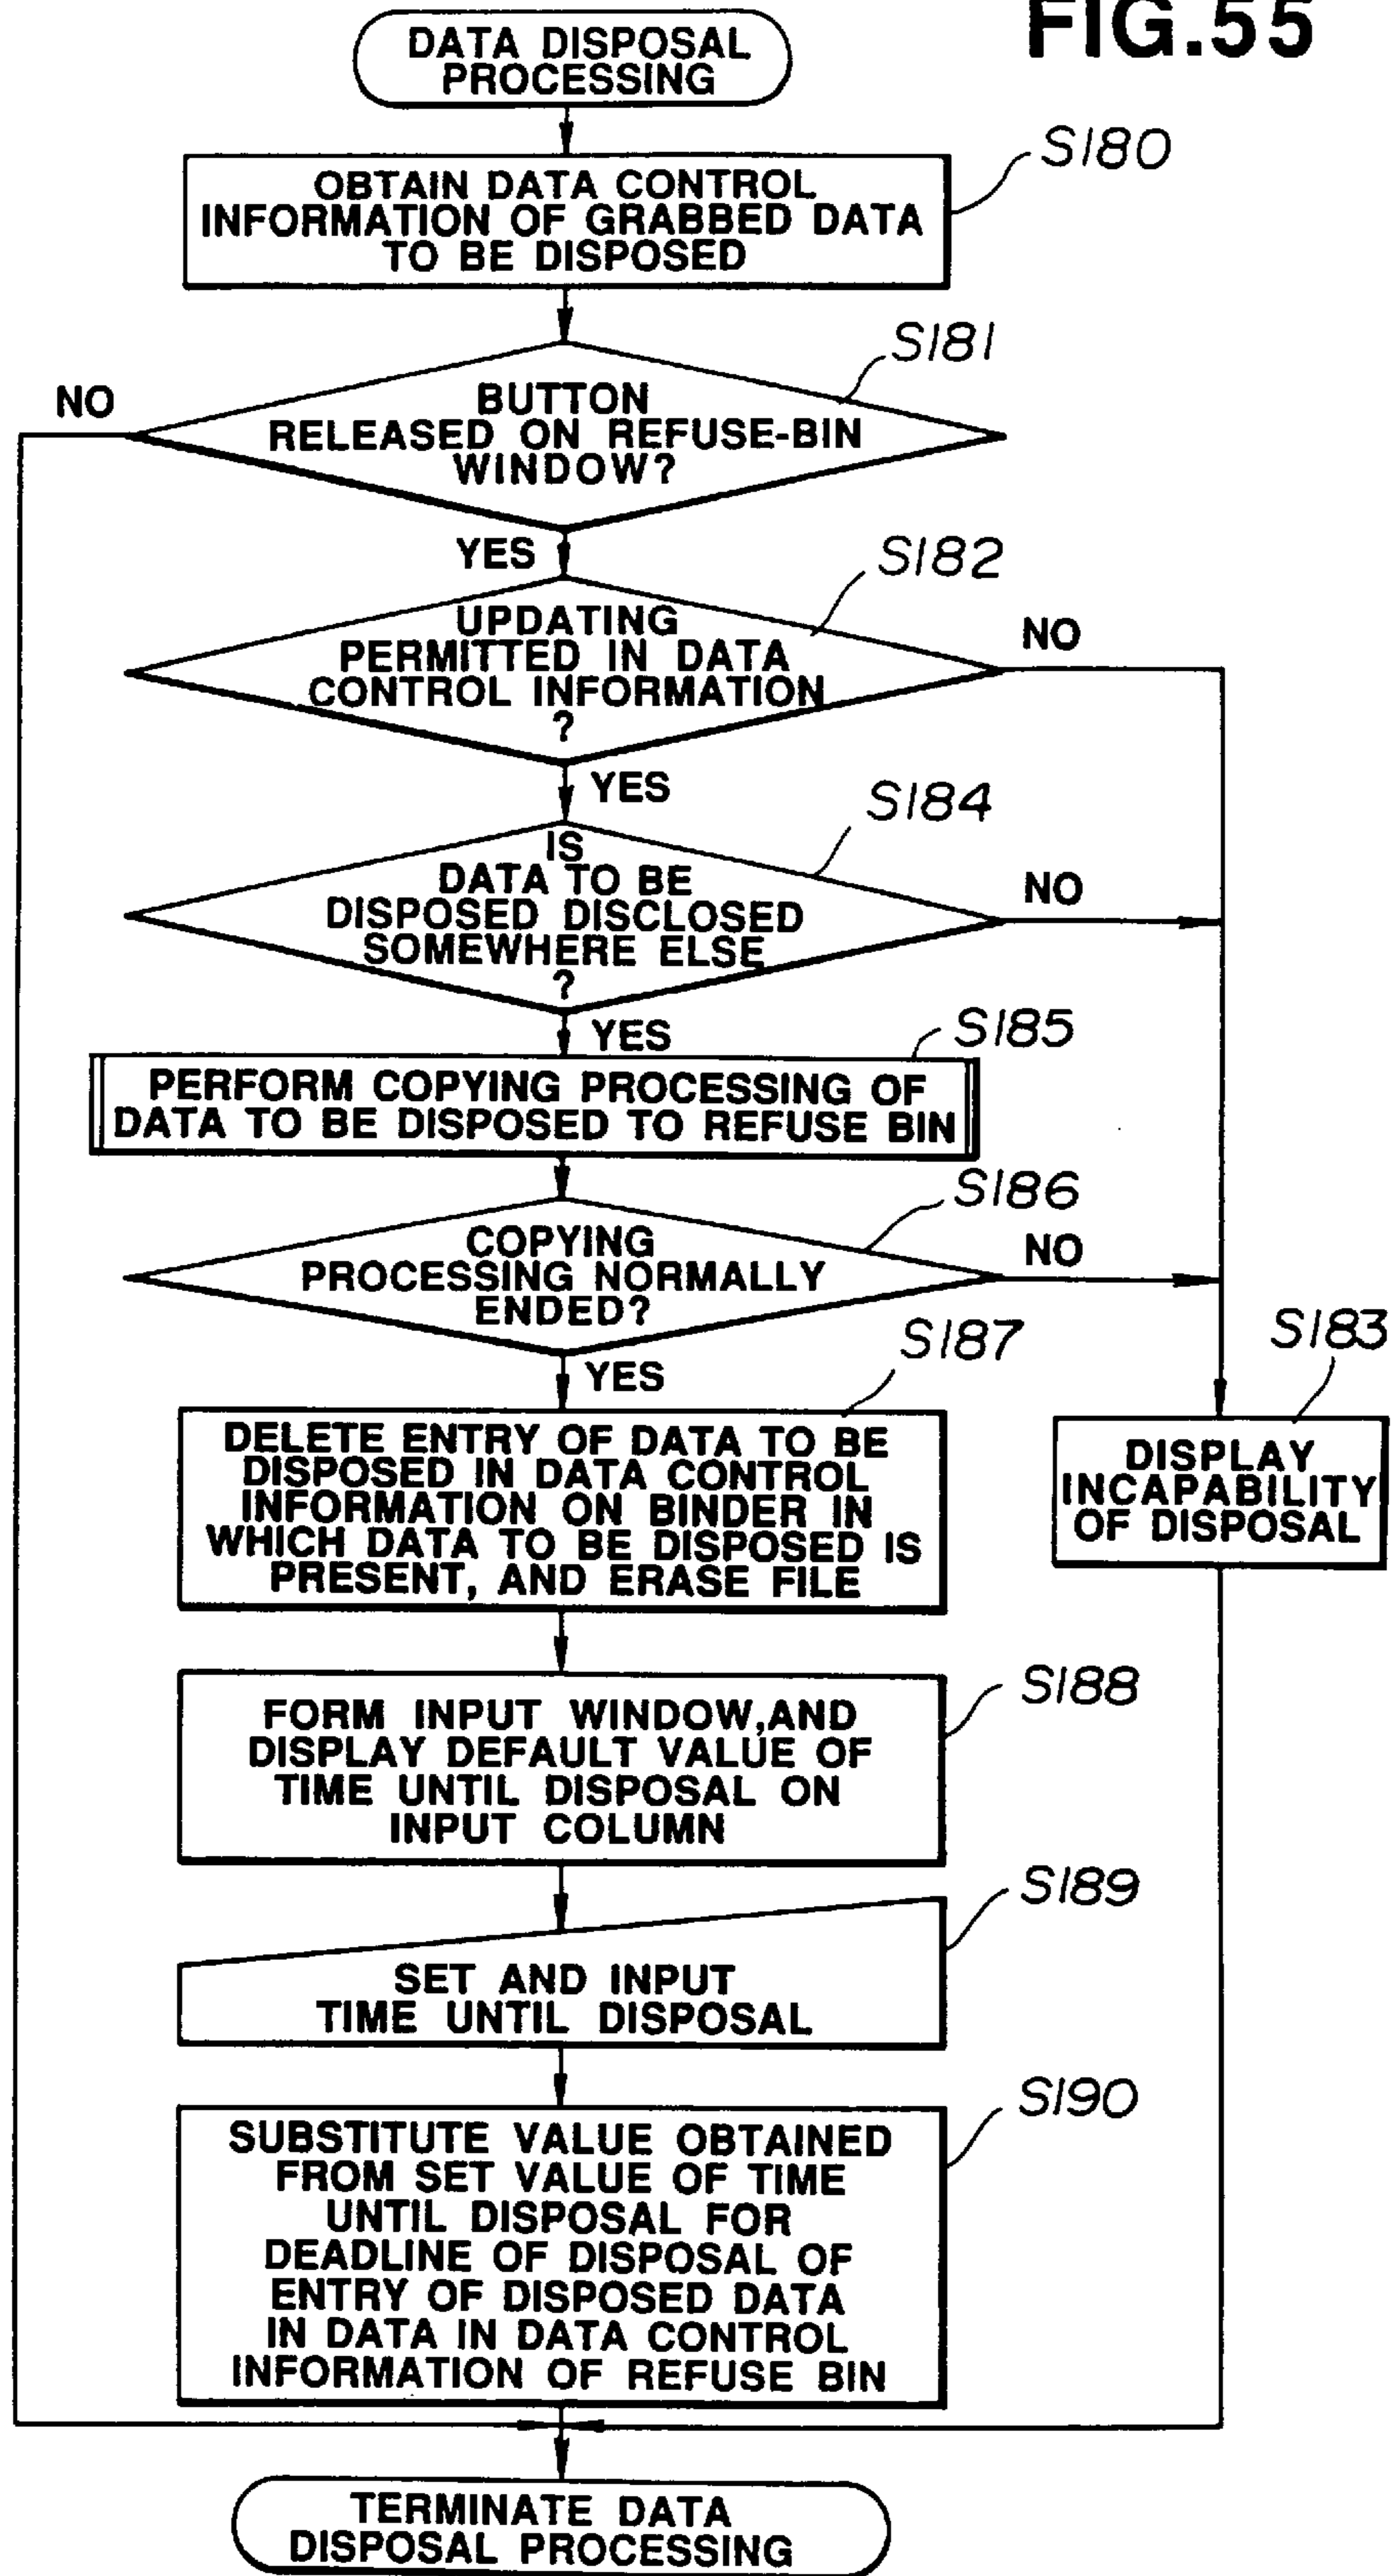 FIG.55
DATA DISPOSAL
PROCESSING
S180
OBTAIN DATA CONTROL
INFORMATION OF GRABBED DATA
TO BE DISPOSED
S181
NO
BUTTON
RELEASED ON REFUSE-BIN
WINDOW?
YES
S182
UPDATING
PERMITTED IN DATA
CONTROL INFORMATION
?
NO
YES
S184
IS
DATA TO BE
DISPOSED DISCLOSED
SOMEWHERE ELSE
?
NO
YES
S185
PERFORM COPYING PROCESSING OF
DATA TO BE DISPOSED TO REFUSE BIN
S186
COPYING
PROCESSING NORMALLY
ENDED?
NO
YES
S187
DELETE ENTRY OF DATA TO BE
DISPOSED IN DATA CONTROL
INFORMATION ON BINDER IN
WHICH DATA TO BE DISPOSED IS
PRESENT, AND ERASE FILE
S183
DISPLAY
INCAPABILITY
OF DISPOSAL
S188
FORM INPUT WINDOW,AND
DISPLAY DEFAULT VALUE OF
TIME UNTIL DISPOSAL ON
INPUT COLUMN
S189
SET AND INPUT
TIME UNTIL DISPOSAL
S190
SUBSTITUTE VALUE OBTAINED
FROM SET VALUE OF TIME
UNTIL DISPOSAL FOR
DEADLINE OF DISPOSAL OF
ENTRY OF DISPOSED DATA
IN DATA IN DATA CONTROL
INFORMATION OF REFUSE BIN
TERMINATE DATA
DISPOSAL PROCESSING